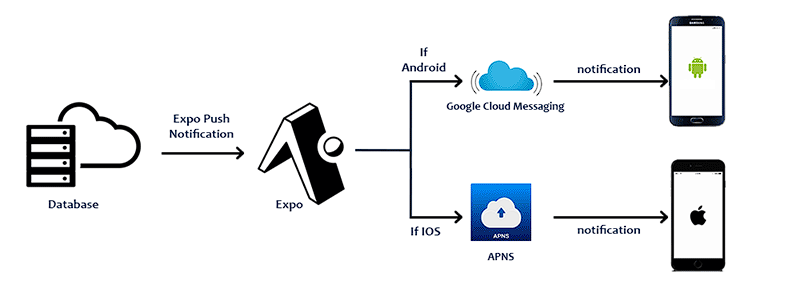 Database
Expo Push
Notification
Expo
If
Android
Google Cloud Messaging
notification
SAMSUNG
If IOS
APNS
APNS
notification